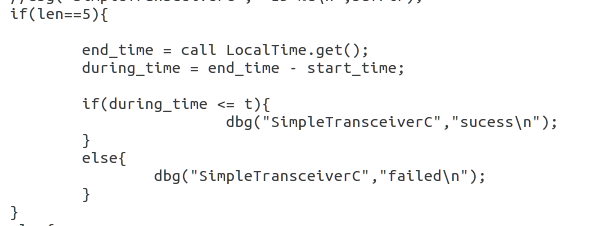 if(len==5){
end_time = call LocalTime.get();
during_time = end_time - start_time;
if(during_time <= t){
dbg("SimpleTransceiverC","sucess\n");
}
else{
dbg("SimpleTransceiverC","failed\n");
}
}